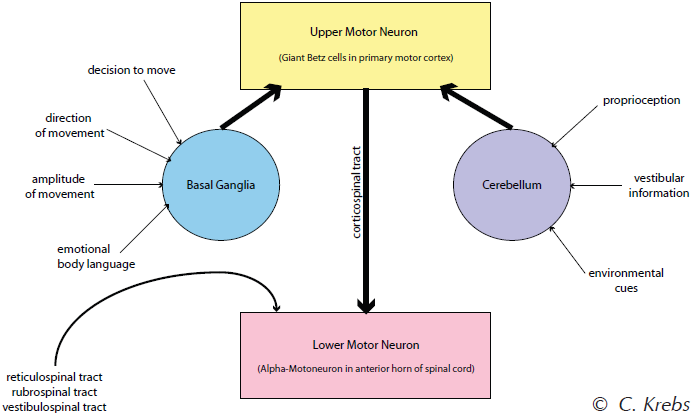 Upper Motor Neuron
(Giant Betz cells in primary motor cortex)
decision to move
direction
of movement
amplitude
of movement
emotional
body language
Basal Ganglia
corticospinal tract
Cerebellum
proprioception
vestibular
information
environmental
cues
Lower Motor Neuron
(Alpha-Motoneuron in anterior horn of spinal cord)
reticulospinal tract
rubrospinal tract
vestibulospinal tract
© C. Krebs